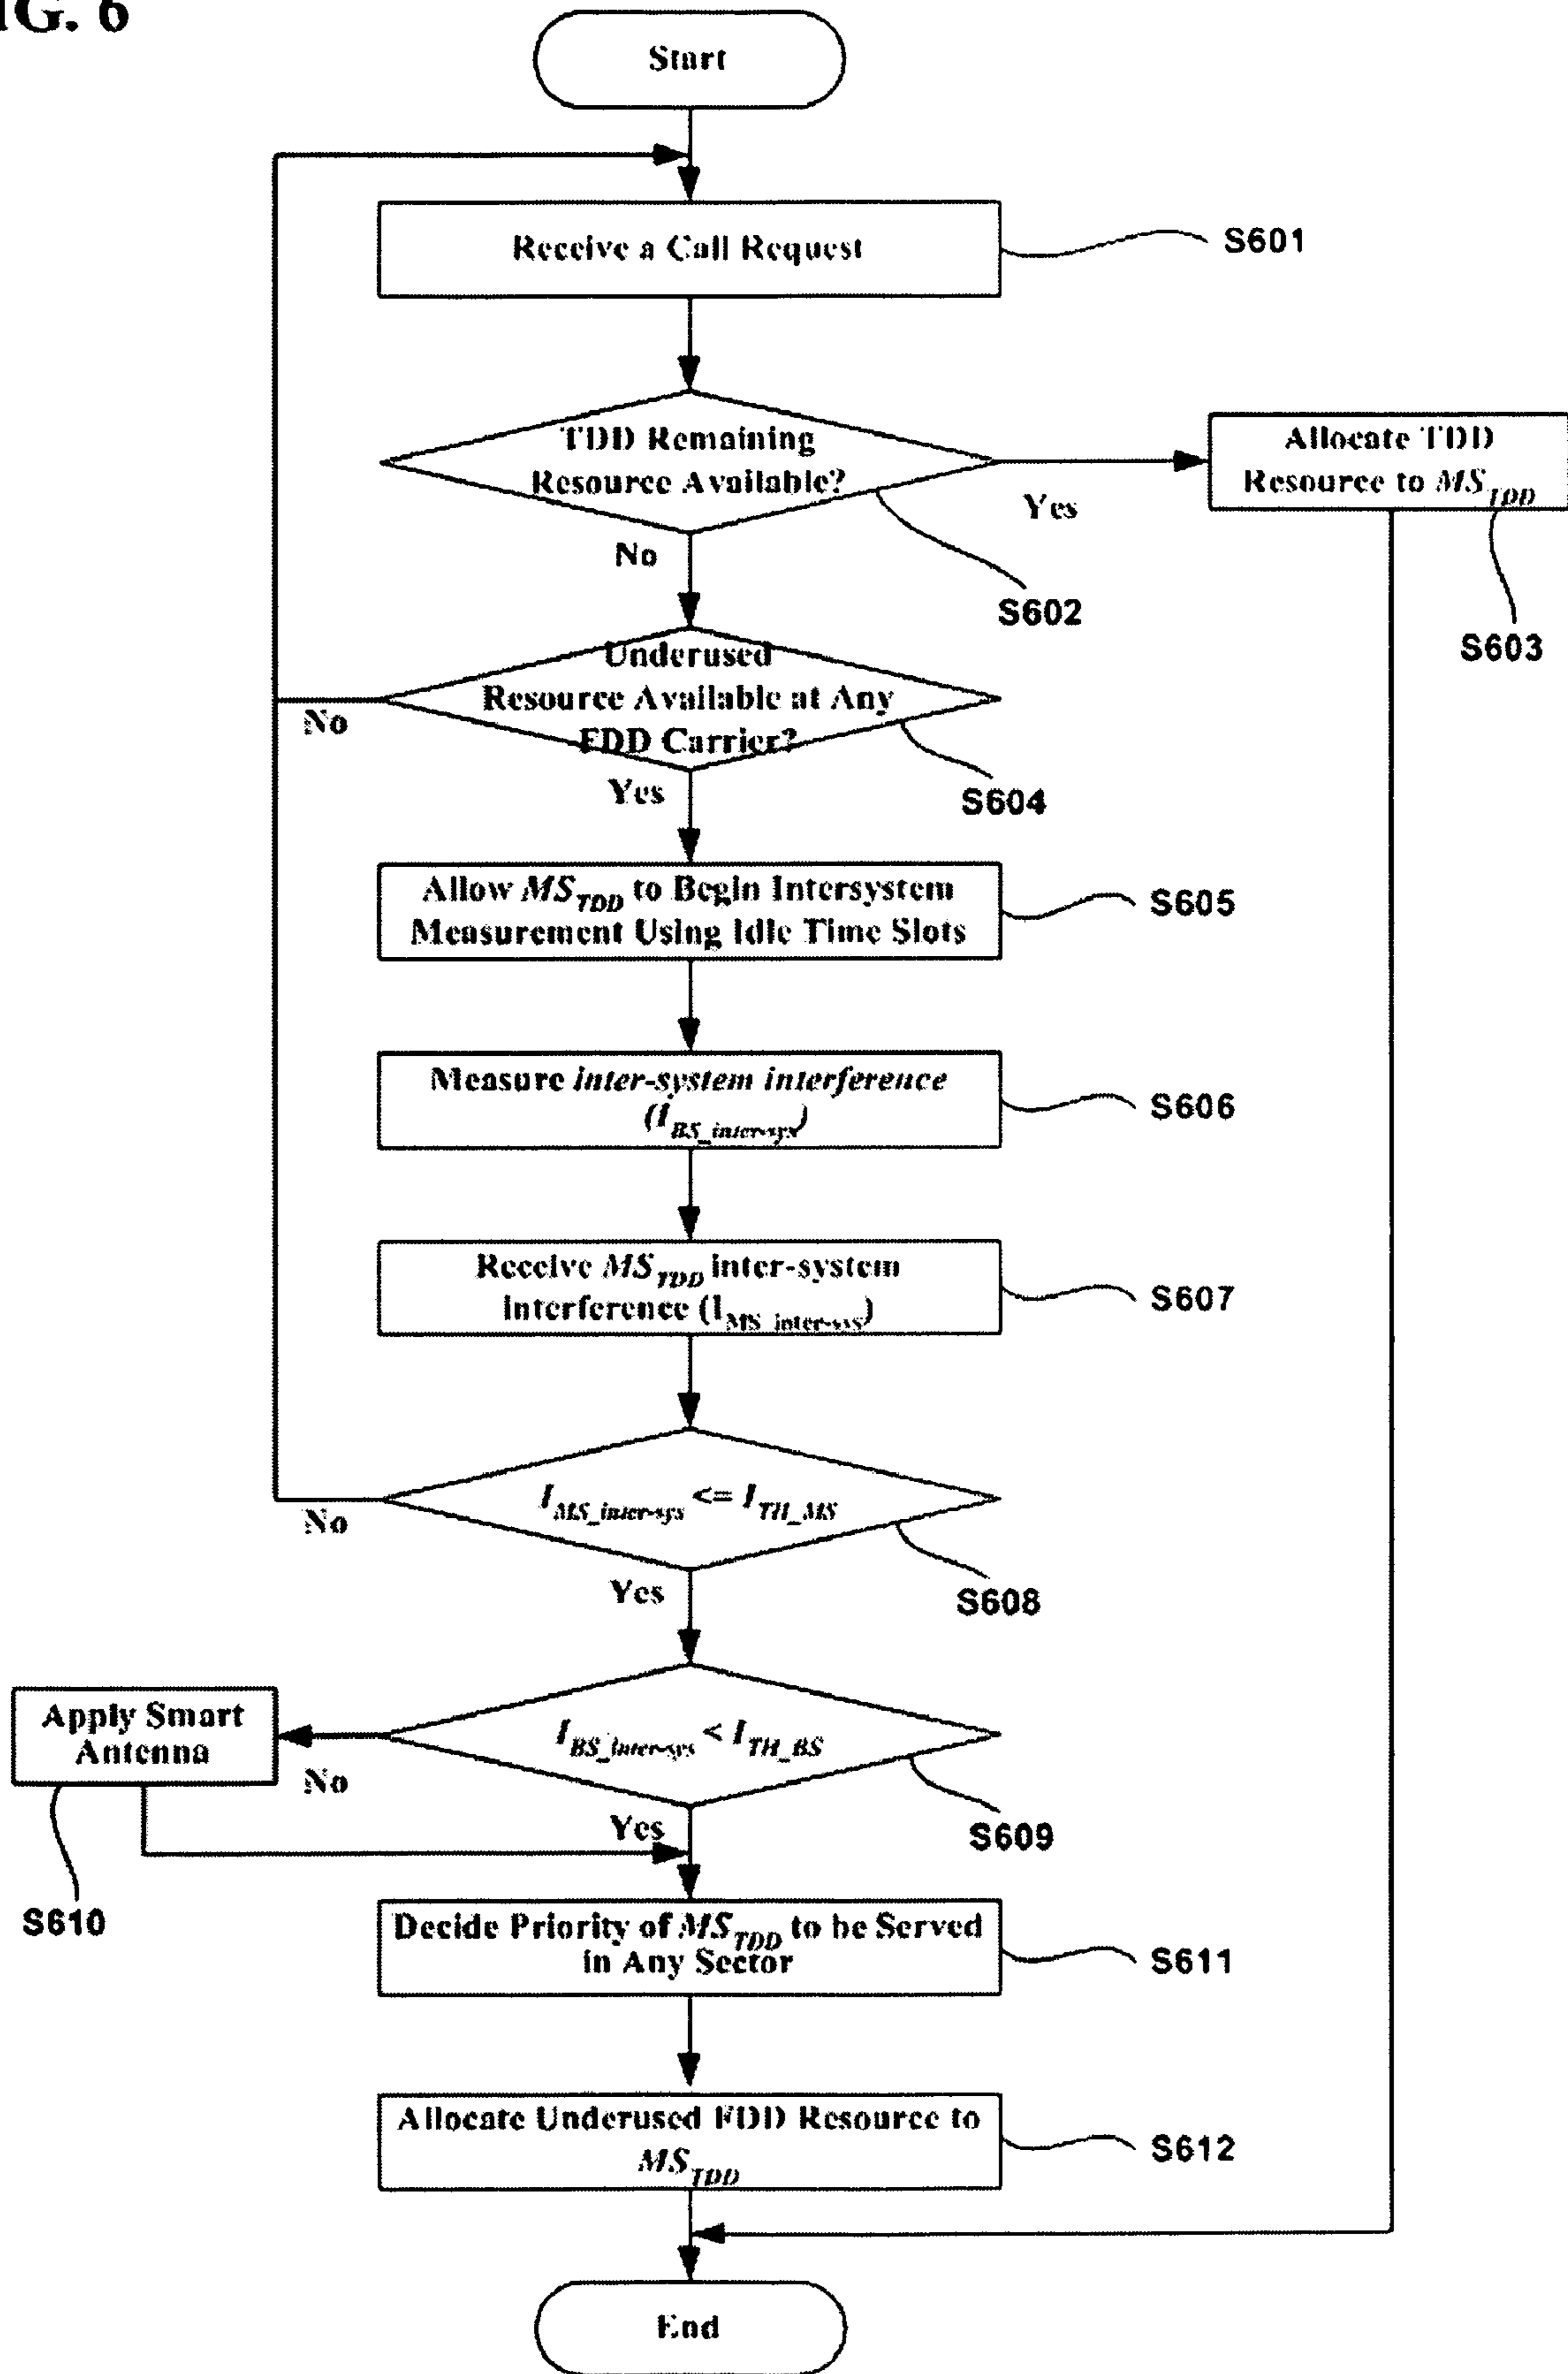 IG. 6
Start
Receive a Call Request
S601
TDD Remaining
Resource Available?
Yes
No
S602
Allocate TDD
Resource to MS_TDD
S603
Underused
Resource Available at Any
FDD Carrier?
No
Yes
S604
Allow MS_TDD to Begin Intersystem
Measurement Using Idle Time Slots
S605
Measure inter-system interference
(I_BS_inter-sys)
S606
Receive MS_TDD inter-system
interference (I_MS_inter-sys)
S607
I_MS_inter-sys <= I_TH_MS
No
Yes
S608
I_BS_inter-sys < I_TH_BS
No
Yes
S609
Apply Smart
Antenna
S610
Decide Priority of MS_TDD to be Served
in Any Sector
S611
Allocate Underused FDD Resource to
MS_TDD
S612
End